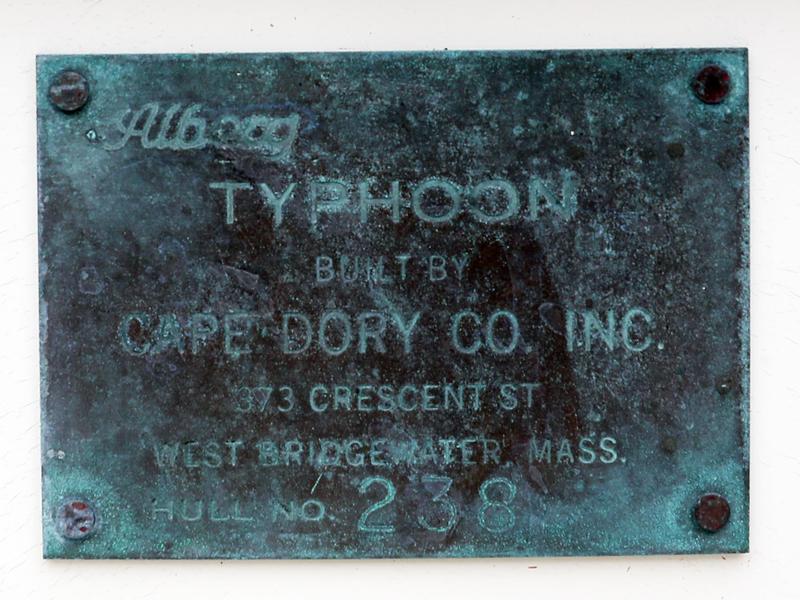 Alberg
TYPHOON
BUILT BY
CAPE DORY CO. INC.
373 CRESCENT ST
WEST BRIDGEWATER, MASS.
HULL NO. 238